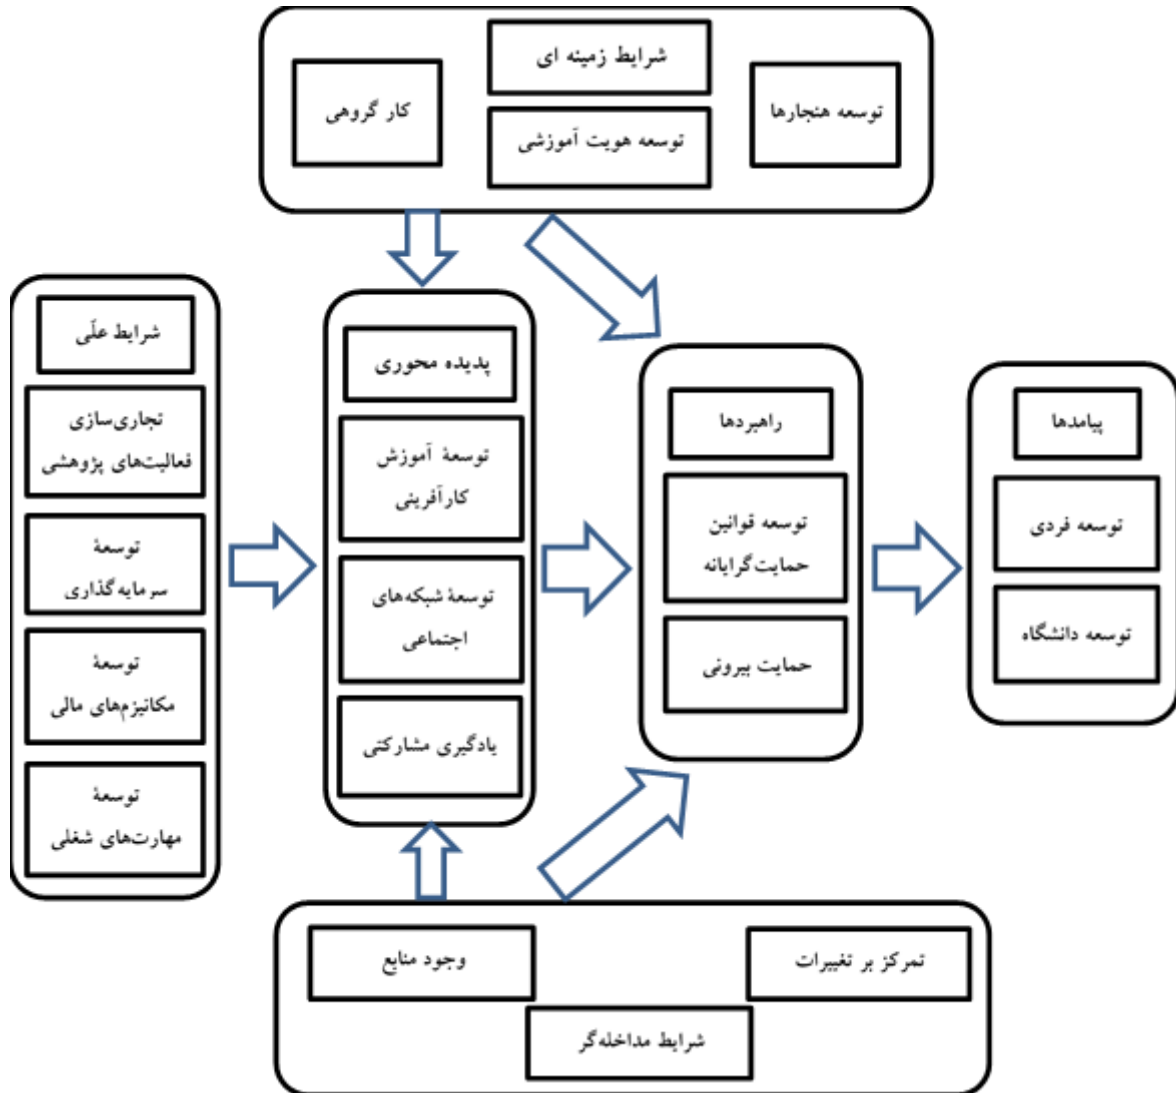 شرایط زمینه ای
توسعه هنجارها
توسعه هویت آموزشی
کار گروهی
شرایط علّی
تجاری‌سازی
فعالیت‌های پژوهشی
توسعهٔ
سرمایه‌گذاری
توسعهٔ
مکانیزم‌های مالی
توسعهٔ
مهارت‌های شغلی
پدیده محوری
توسعهٔ آموزش
کارآفرینی
توسعهٔ شبکه‌های
اجتماعی
یادگیری مشارکتی
راهبردها
توسعه قوانین
حمایت‌گرایانه
حمایت بیرونی
پیامدها
توسعه فردی
توسعه دانشگاه
تمرکز بر تغییرات
وجود منابع
شرایط مداخله‌گر